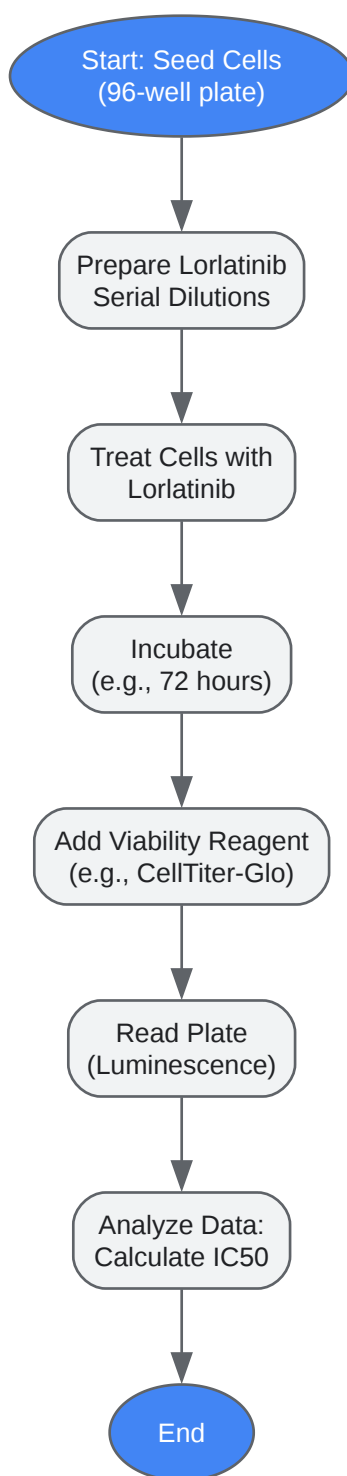 Start: Seed Cells
(96-well plate)
Prepare Lorlatinib
Serial Dilutions
Treat Cells with
Lorlatinib
Incubate
(e.g., 72 hours)
Add Viability Reagent
(e.g., CellTiter-Glo)
Read Plate
(Luminescence)
Analyze Data:
Calculate IC50
End